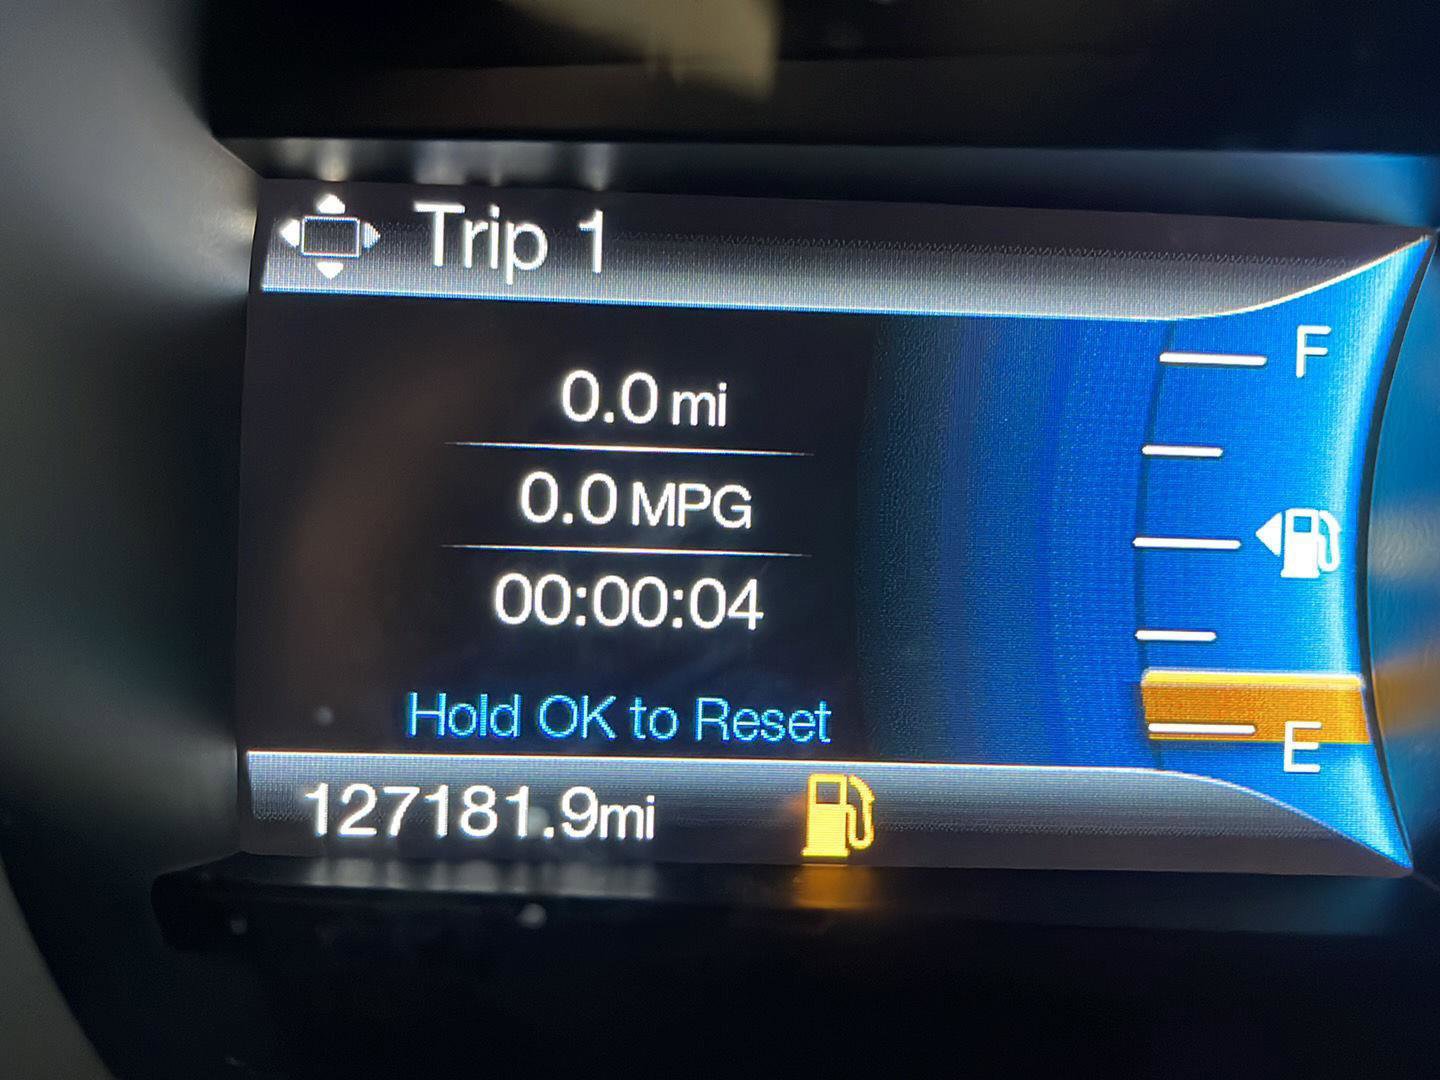 Trip 1
F
0.0 mi
0.0 MPG
00:00:04
Hold OK to Reset
E
127181.9mi